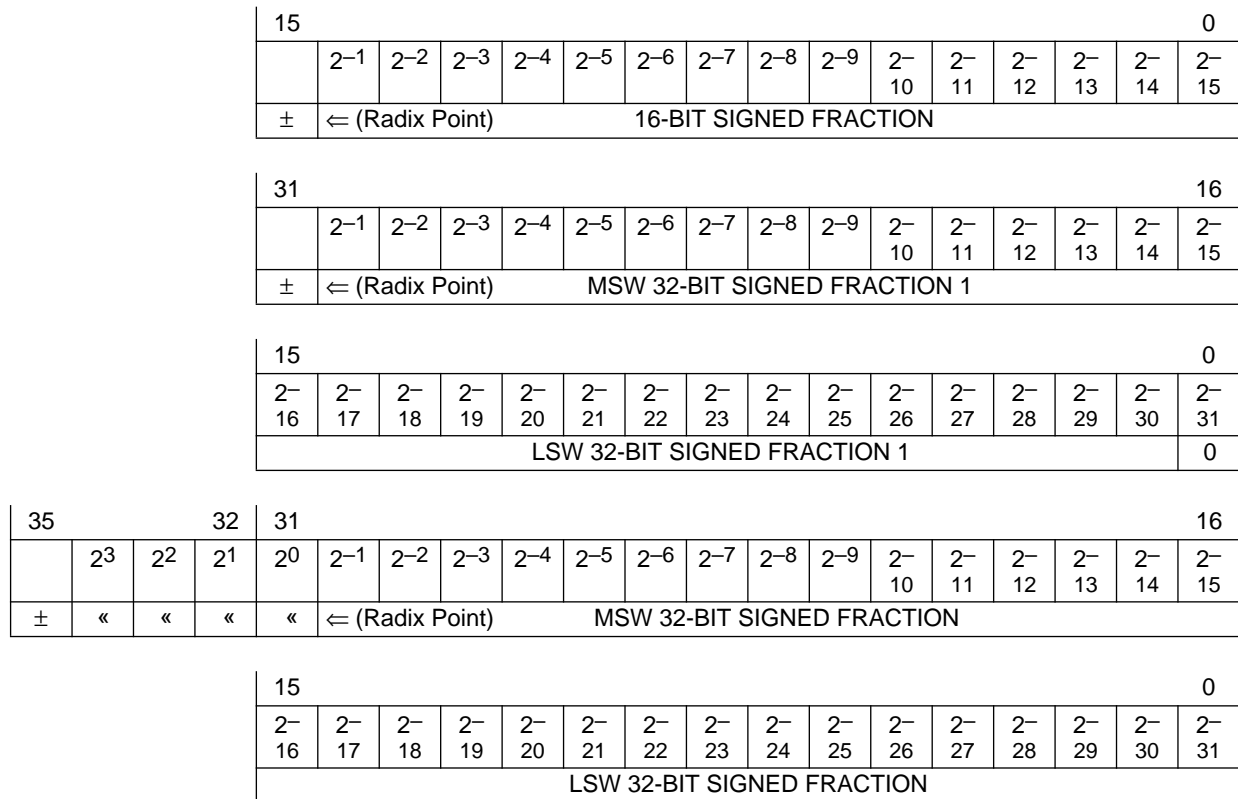 15 0
2–1 2–2 2–3 2–4 2–5 2–6 2–7 2–8 2–9 2–10 2–11 2–12 2–13 2–14 2–15
± ⇐ (Radix Point) 16-BIT SIGNED FRACTION
31 16
2–1 2–2 2–3 2–4 2–5 2–6 2–7 2–8 2–9 2–10 2–11 2–12 2–13 2–14 2–15
± ⇐ (Radix Point) MSW 32-BIT SIGNED FRACTION 1
15 0
2–16 2–17 2–18 2–19 2–20 2–21 2–22 2–23 2–24 2–25 2–26 2–27 2–28 2–29 2–30 2–31
LSW 32-BIT SIGNED FRACTION 1 0
35 32 31 16
23 22 21 20 2–1 2–2 2–3 2–4 2–5 2–6 2–7 2–8 2–9 2–10 2–11 2–12 2–13 2–14 2–15
± « « « « ⇐ (Radix Point) MSW 32-BIT SIGNED FRACTION
15 0
2–16 2–17 2–18 2–19 2–20 2–21 2–22 2–23 2–24 2–25 2–26 2–27 2–28 2–29 2–30 2–31
LSW 32-BIT SIGNED FRACTION